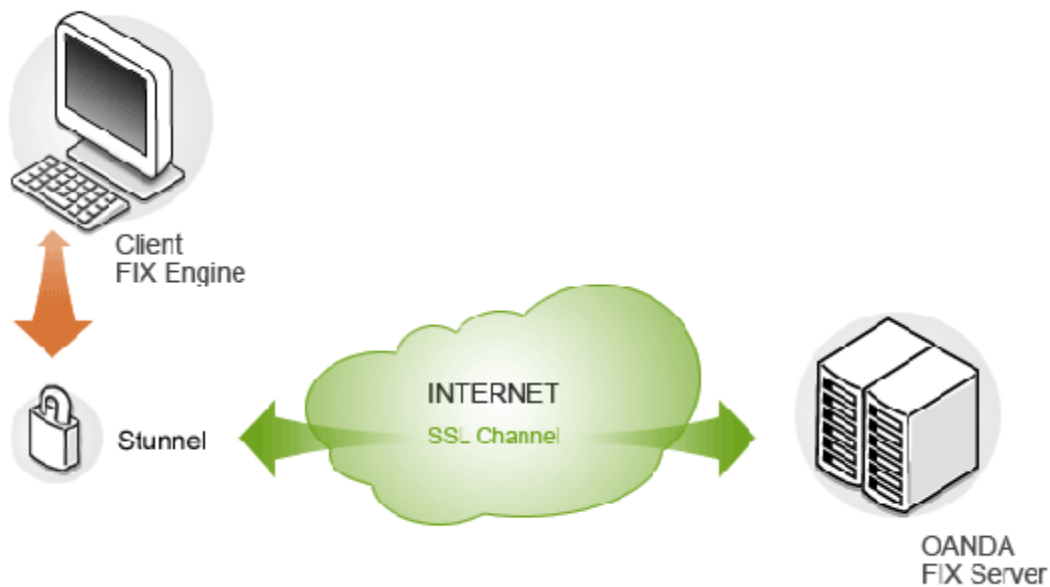 Client
FIX Engine
Stunnel
INTERNET
SSL Channel
OANDA
FIX Server